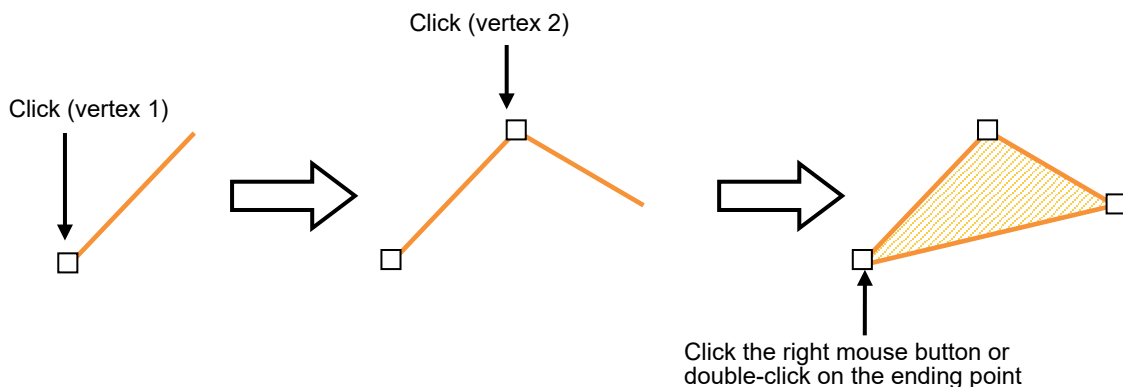 Click (vertex 2)
Click (vertex 1)
Click the right mouse button or
double-click on the ending point